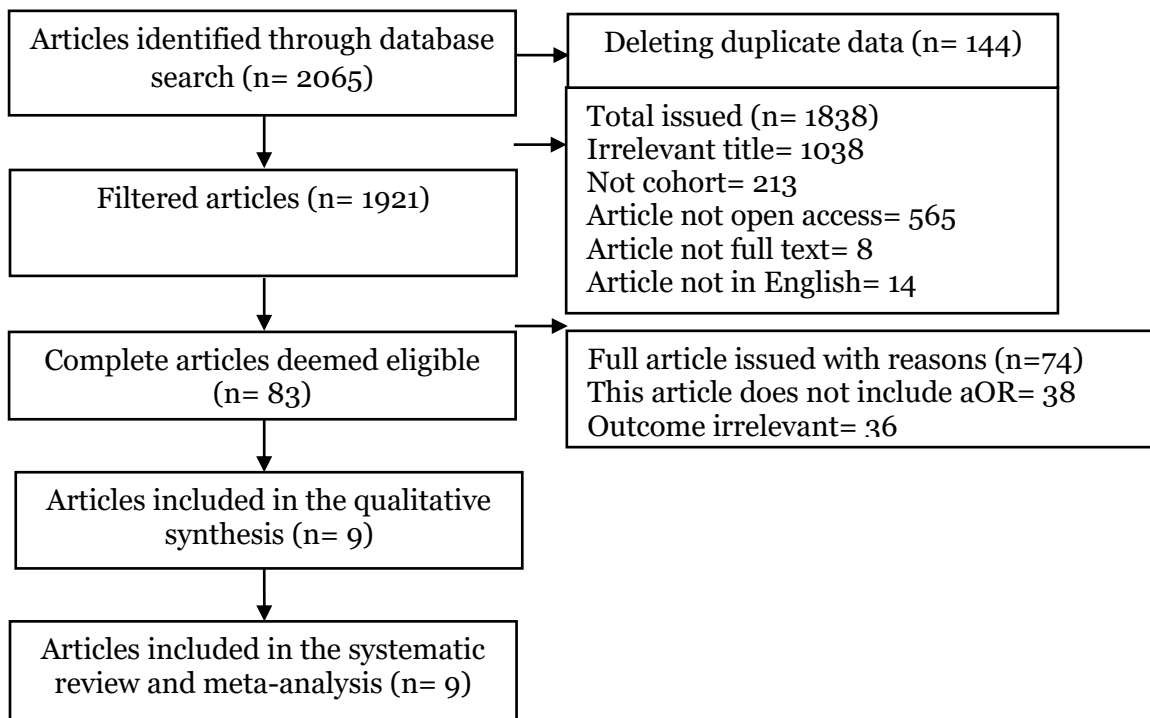 Articles identified through database
search (n= 2065)
Deleting duplicate data (n= 144)
Total issued (n= 1838)
Irrelevant title= 1038
Not cohort= 213
Article not open access= 565
Article not full text= 8
Article not in English= 14
Filtered articles (n= 1921)
Complete articles deemed eligible
(n= 83)
Full article issued with reasons (n=74)
This article does not include aOR= 38
Outcome irrelevant= 36
Articles included in the qualitative
synthesis (n= 9)
Articles included in the systematic
review and meta-analysis (n= 9)